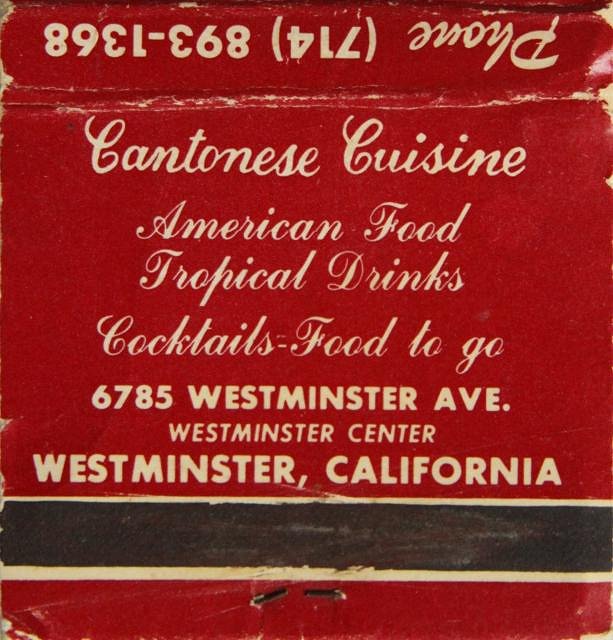 Phone (714) 893-1368
Cantonese Cuisine
American Food
Tropical Drinks
Cocktails-Food to go
6785 WESTMINSTER AVE.
WESTMINSTER CENTER
WESTMINSTER, CALIFORNIA